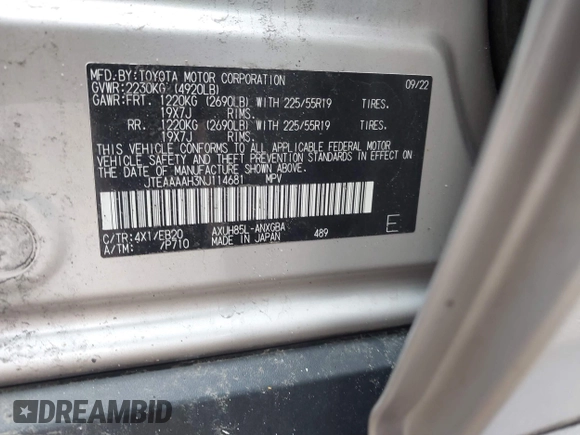 MFD.BY:TOYOTA MOTOR CORPORATION 09/22
GVWR:2230KG (4920LB)
GAWR:FRT. 1220KG (2690LB) WITH 225/55R19 TIRES.
19X7J RIMS.
RR. 1220KG (2690LB) WITH 225/55R19 TIRES.
19X7J RIMS.
THIS VEHICLE CONFORMS TO ALL APPLICABLE FEDERAL MOTOR
VEHICLE SAFETY AND THEFT PREVENTION STANDARDS IN EFFECT ON
THE DATE OF MANUFACTURE SHOWN ABOVE.
JTEAAAAH3NJ114681 MPV
C/TR:4X1/EB20 AXUH85L-ANXGBA E
A/TM: /P710 MADE IN JAPAN 489
DREAMBID